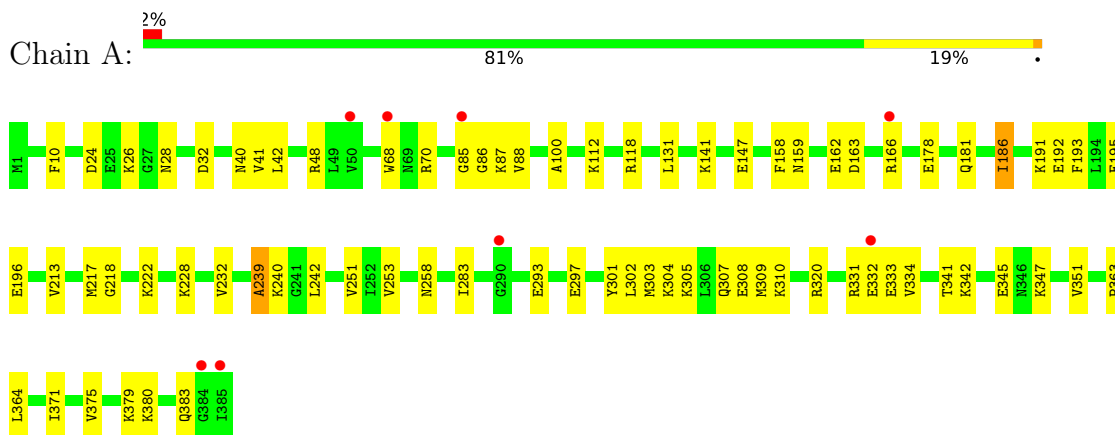 2%
Chain A:
81% 19% •
M1 F10 D24 E25 K26 G27 N28 D32 N40 V41 L42 R48 L49 V50 W68 N69 R70 G85 G86 K87 V88 A100 K112 R118 L131 K141 E147 F158 N159 E162 D163 R166 E178 Q181 I186 K191 E192 F193 L194
E196 V213 M217 G218 K222 K228 V232 A239 K240 G241 L242 V251 I252 V253 N258 I283 G290 E293 E297 Y301 L302 M303 K304 K305 L306 Q307 E308 M309 K310 R320 R331 E332 E333 V334 T341 K342 E345 N346 K347 V351
L364 I371 V375 K379 K380 Q383 G384 I385